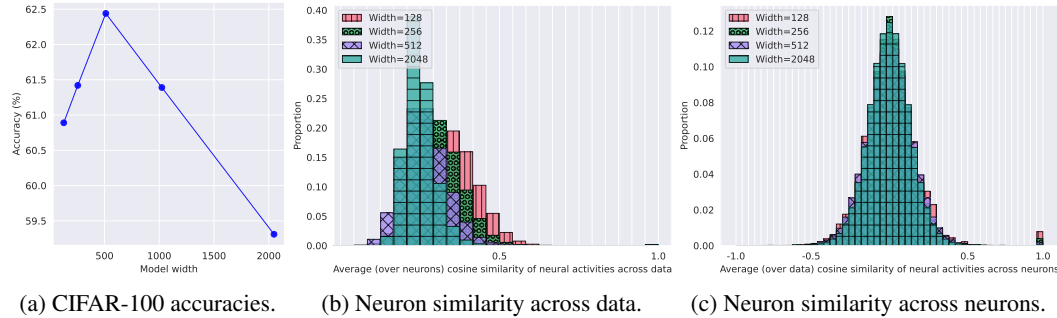 62.5
62.0
61.5
61.0
60.5
60.0
59.5
Accuracy (%)
500
1000
1500
2000
Model width
(a) CIFAR-100 accuracies.
Width=128
Width=256
Width=512
Width=2048
0.40
0.35
0.30
0.25
0.20
0.15
0.10
0.05
0.00
Proportion
0.5
1.0
Average (over neurons) cosine similarity of neural activities across data
(b) Neuron similarity across data.
Width=128
Width=256
Width=512
Width=2048
0.12
0.10
0.08
0.06
0.04
0.02
0.00
Proportion
-1.0
-0.5
0.5
1.0
Average (over data) cosine similarity of neural activities across neurons
(c) Neuron similarity across neurons.